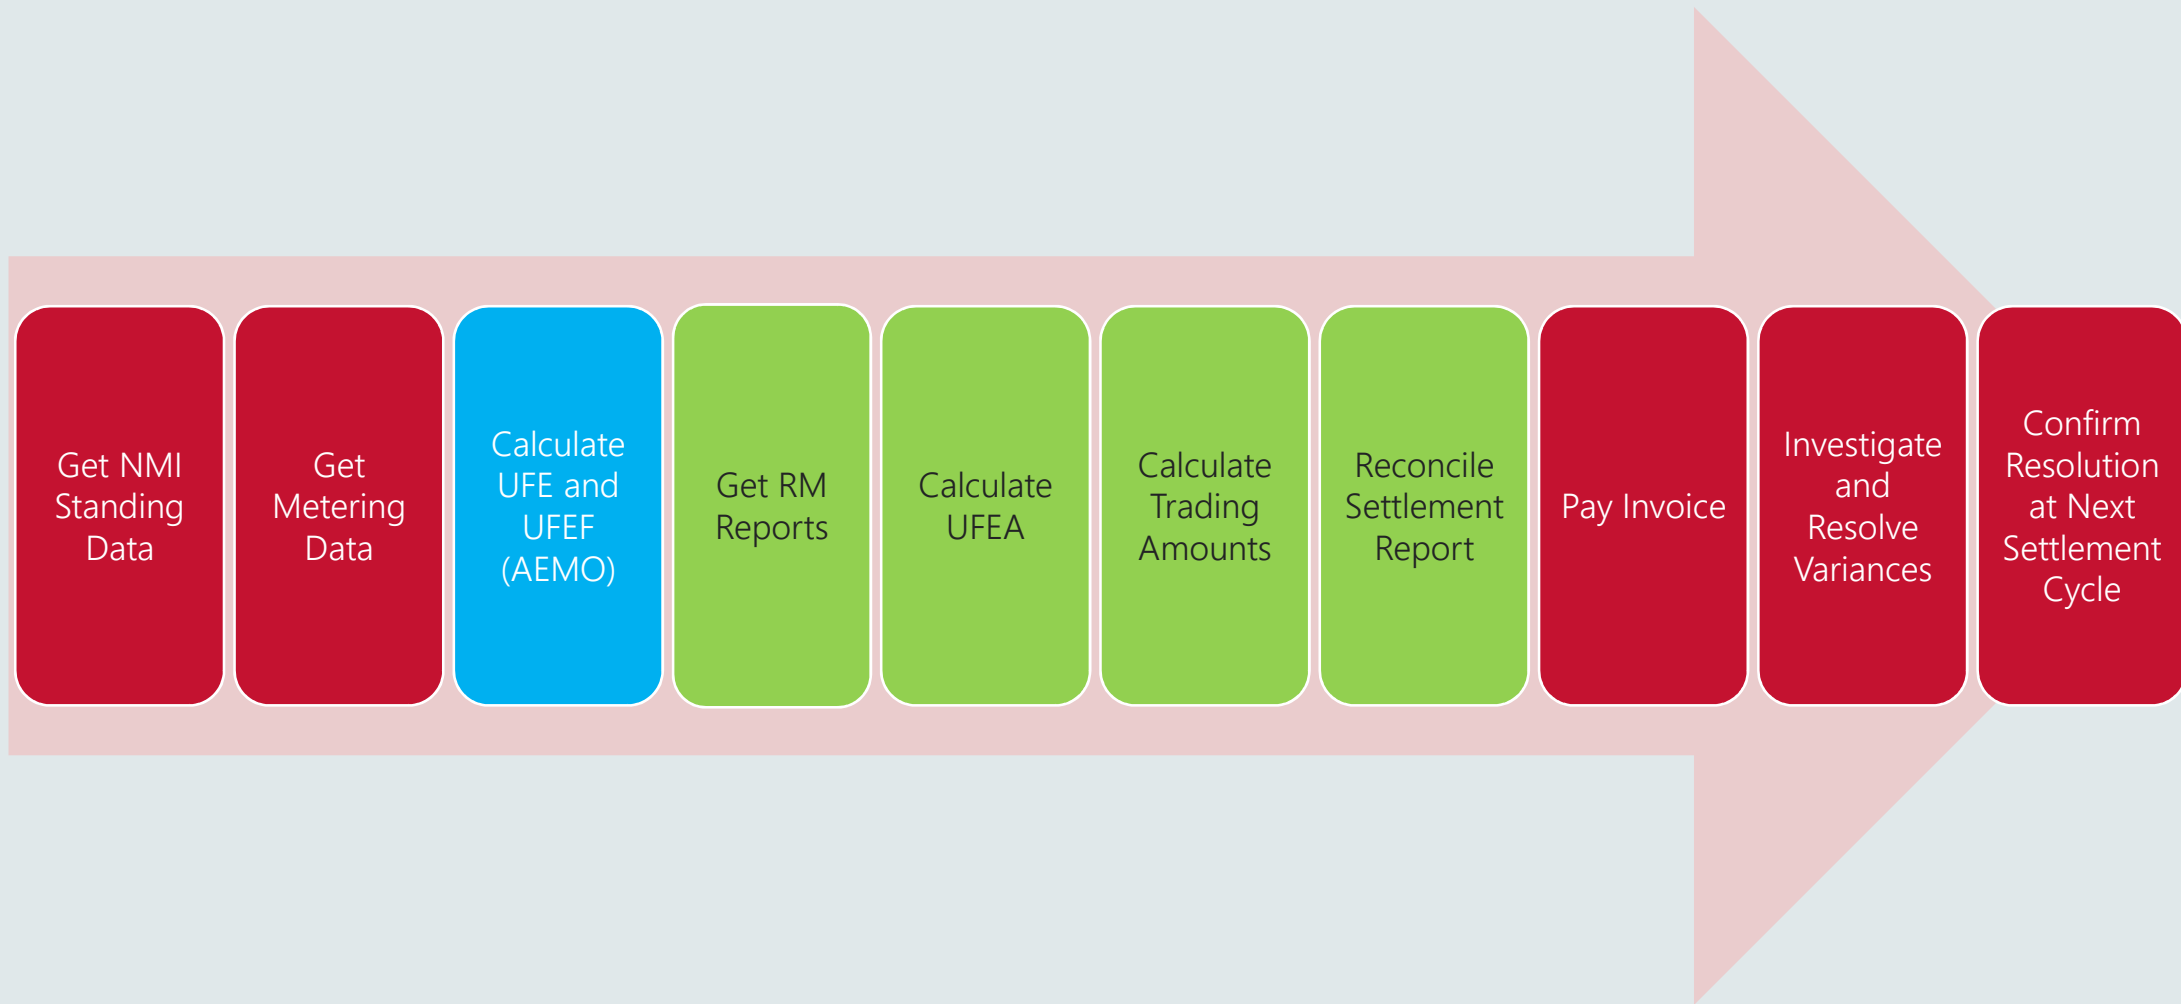 Get NMI
Standing
Data
Get
Metering
Data
Calculate
UFE and
UFEF
(AEMO)
Get RM
Reports
Calculate
UFEA
Calculate
Trading
Amounts
Reconcile
Settlement
Report
Pay Invoice
Investigate
and
Resolve
Variances
Confirm
Resolution
at Next
Settlement
Cycle